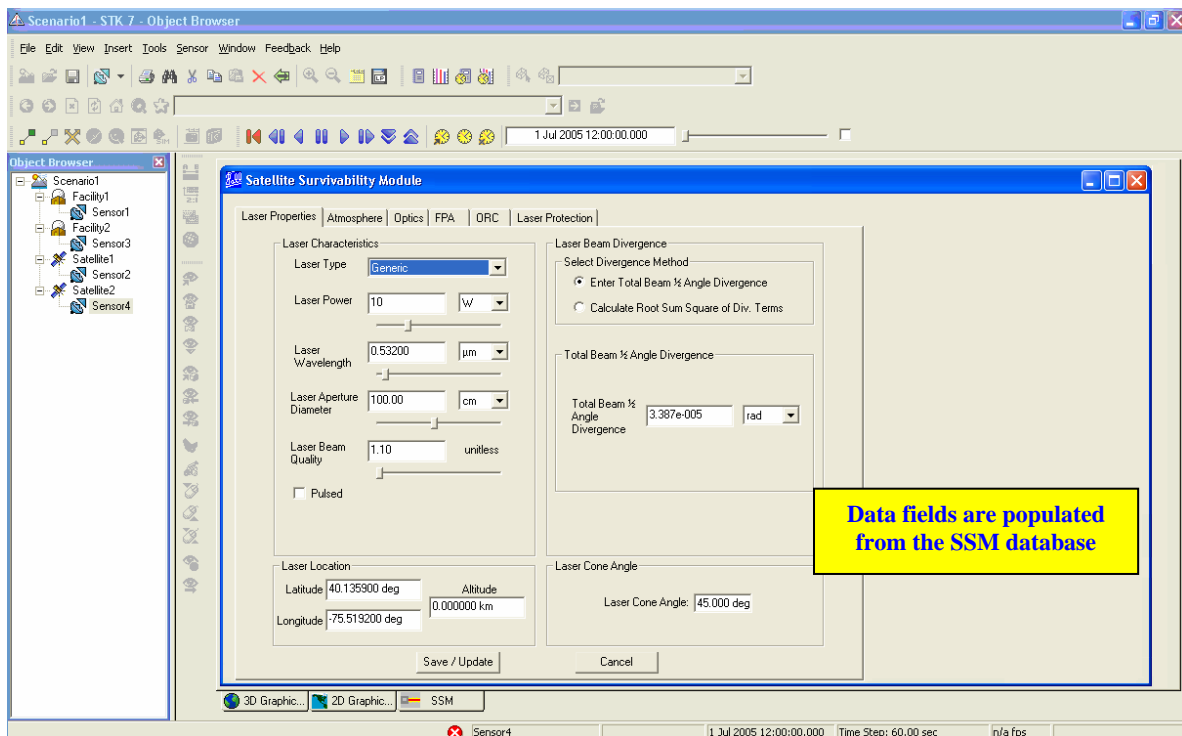 Scenario1 - STK 7 - Object Browser
File Edit View Insert Tools Sensor Window Feedback Help
1 Jul 2005 12:00:00.000
Object Browser
Scenario1
Facility1
Sensor1
Facility2
Sensor3
Satellite1
Sensor2
Satellite2
Sensor4
Satellite Survivability Module
Laser Properties Atmosphere Optics FPA ORC Laser Protection
Laser Characteristics
Laser Type Generic
Laser Power 10 W
Laser Wavelength 0.53200 µm
Laser Aperture Diameter 100.00 cm
Laser Beam Quality 1.10 unitless
Pulsed
Laser Beam Divergence
Select Divergence Method
Enter Total Beam ½ Angle Divergence
Calculate Root Sum Square of Div. Terms
Total Beam ½ Angle Divergence
Total Beam ½ Angle Divergence 3.387e-005 rad
Data fields are populated
from the SSM database
Laser Location
Latitude 40.135900 deg
Longitude -75.519200 deg
Altitude
0.000000 km
Laser Cone Angle
Laser Cone Angle: 45.000 deg
Save / Update Cancel
3D Graphic... 2D Graphic... SSM
Sensor4 1 Jul 2005 12:00:00.000 Time Step: 60.00 sec n/a fps